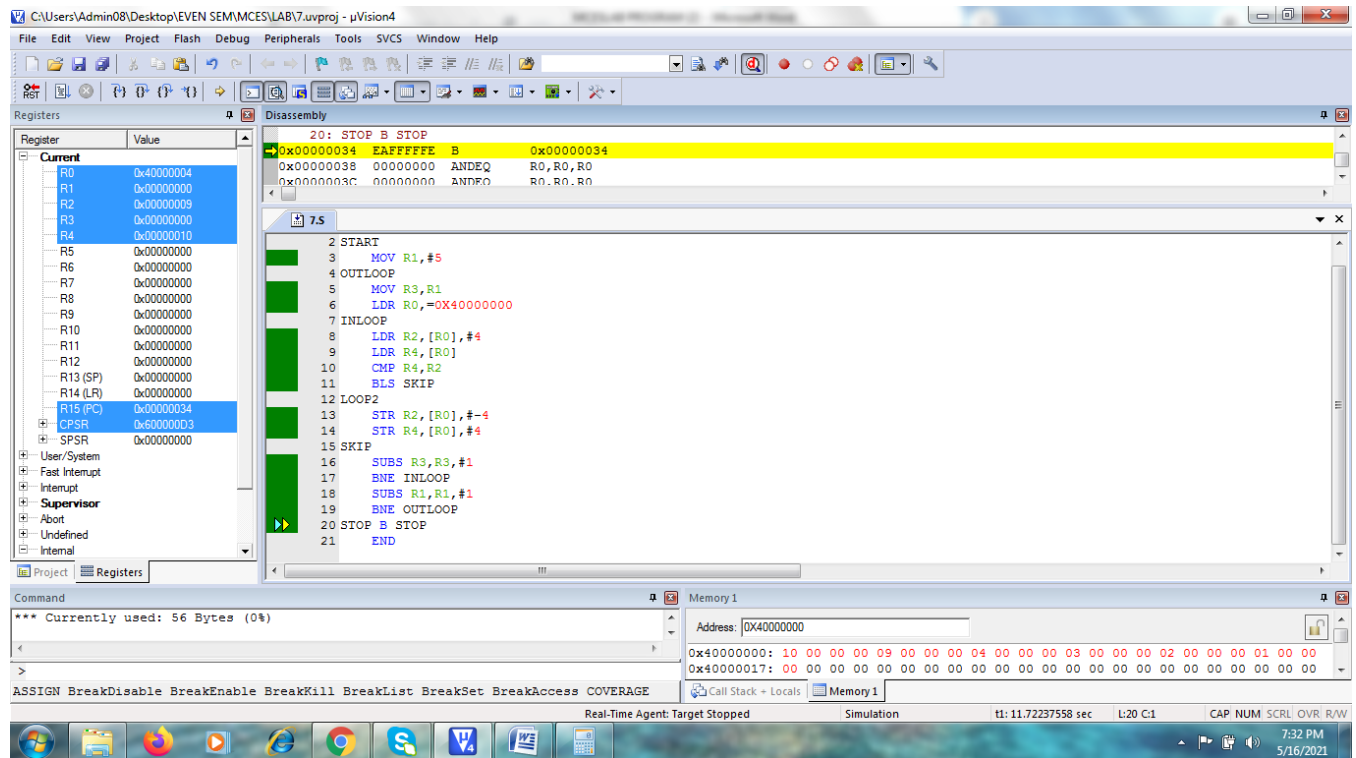 C:\Users\Admin08\Desktop\EVEN SEM\MCES\LAB\7.uvproj - µVision4
File Edit View Project Flash Debug Peripherals Tools SVCS Window Help
Registers
Register Value
Current
R0 0x40000004
R1 0x00000000
R2 0x00000009
R3 0x00000000
R4 0x00000010
R5 0x00000000
R6 0x00000000
R7 0x00000000
R8 0x00000000
R9 0x00000000
R10 0x00000000
R11 0x00000000
R12 0x00000000
R13 (SP) 0x00000000
R14 (LR) 0x00000000
R15 (PC) 0x00000034
CPSR 0x600000D3
SPSR 0x00000000
User/System
Fast Interrupt
Interrupt
Supervisor
Abort
Undefined
Internal
Project Registers
Disassembly
20: STOP B STOP
0x00000034 EAFFFFFE B 0x00000034
0x00000038 00000000 ANDEQ R0,R0,R0
0x0000003C 00000000 ANDEQ R0,R0,R0
7.S
2 START
3 MOV R1,#5
4 OUTLOOP
5 MOV R3,R1
6 LDR R0,=0X40000000
7 INLOOP
8 LDR R2,[R0],#4
9 LDR R4,[R0]
10 CMP R4,R2
11 BLS SKIP
12 LOOP2
13 STR R2,[R0],#-4
14 STR R4,[R0],#4
15 SKIP
16 SUBS R3,R3,#1
17 BNE INLOOP
18 SUBS R1,R1,#1
19 BNE OUTLOOP
20 STOP B STOP
21 END
Command
*** Currently used: 56 Bytes (0%)
>
ASSIGN BreakDisable BreakEnable BreakKill BreakList BreakSet BreakAccess COVERAGE
Memory 1
Address: 0X40000000
0x40000000: 10 00 00 00 09 00 00 00 04 00 00 00 03 00 00 00 02 00 00 00 01 00 00
0x40000017: 00 00 00 00 00 00 00 00 00 00 00 00 00 00 00 00 00 00 00 00 00 00 00
Call Stack + Locals Memory 1
Real-Time Agent: Target Stopped Simulation t1: 11.72237558 sec L:20 C:1 CAP NUM SCRL OVR R/W
7:32 PM
5/16/2021